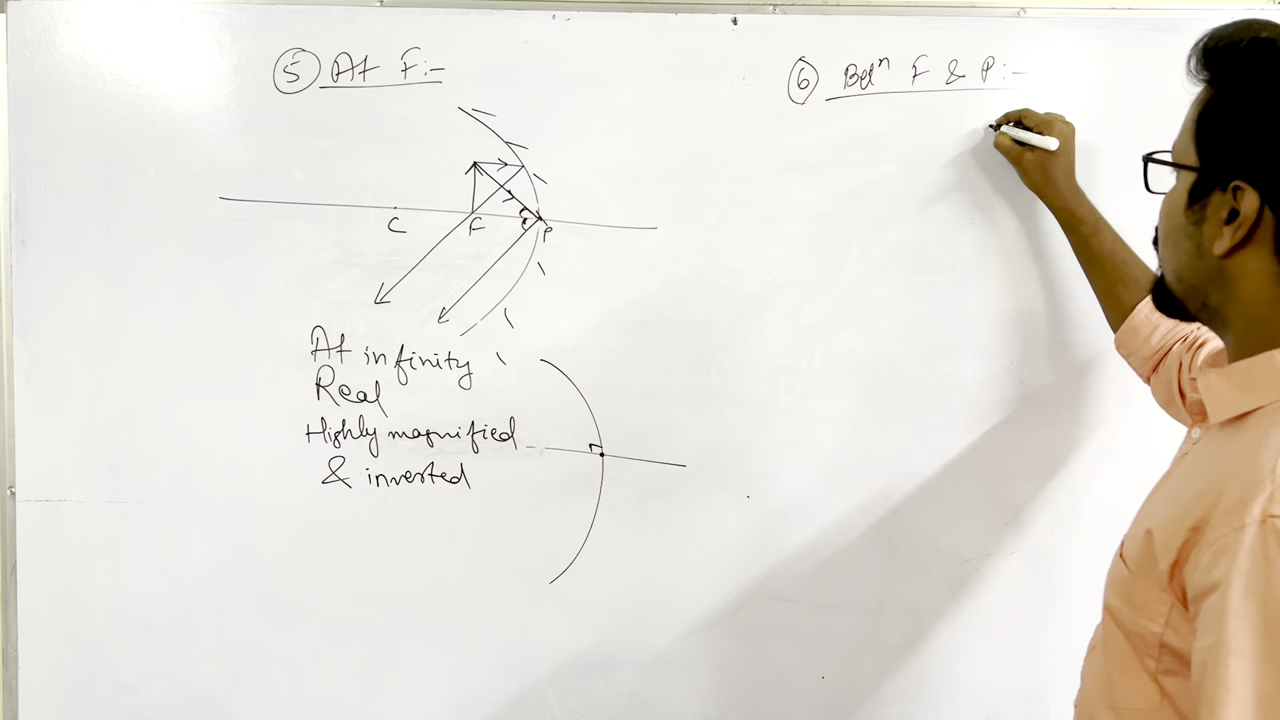 ⑤ At F:-
C F P
At infinity
Real
Highly magnified
& inverted
⑥ Betⁿ F & P:-